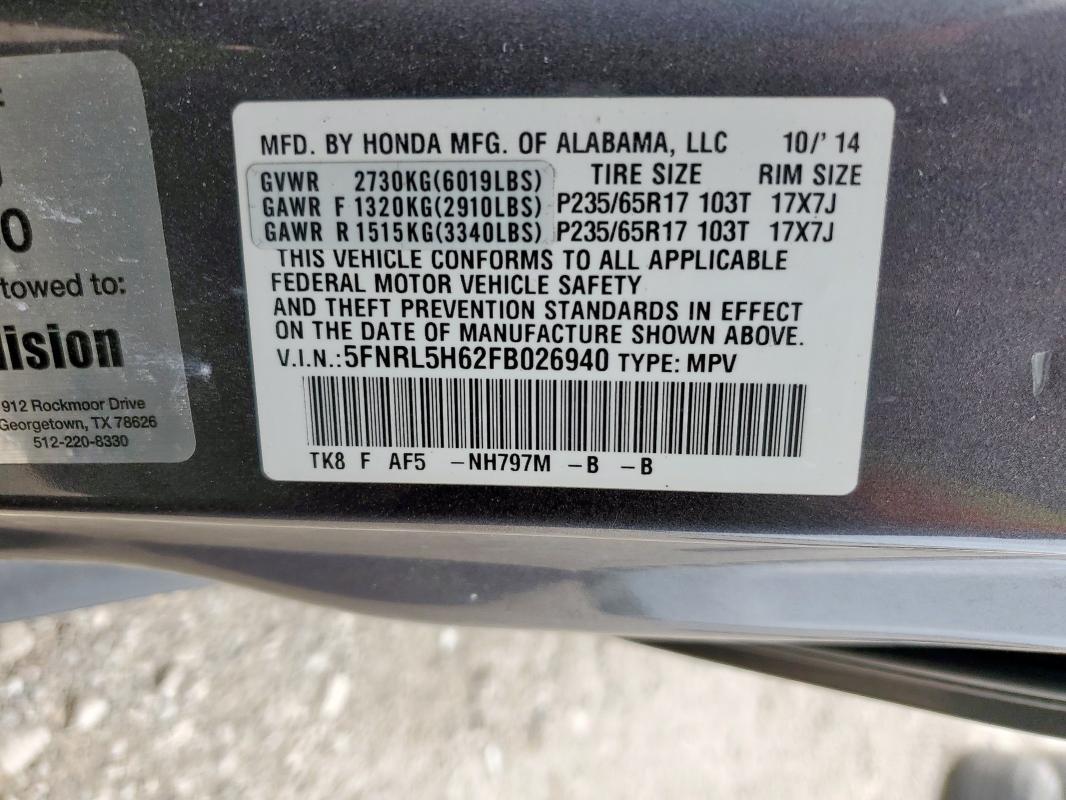 MFD. BY HONDA MFG. OF ALABAMA, LLC 10/' 14
GVWR 2730KG(6019LBS) TIRE SIZE RIM SIZE
GAWR F 1320KG(2910LBS) P235/65R17 103T 17X7J
GAWR R 1515KG(3340LBS) P235/65R17 103T 17X7J
THIS VEHICLE CONFORMS TO ALL APPLICABLE
FEDERAL MOTOR VEHICLE SAFETY
AND THEFT PREVENTION STANDARDS IN EFFECT
ON THE DATE OF MANUFACTURE SHOWN ABOVE.
V.I.N.:5FNRL5H62FB026940 TYPE: MPV
TK8 F AF5 -NH797M -B -B
towed to:
lision
912 Rockmoor Drive
Georgetown, TX 78626
512-220-8330